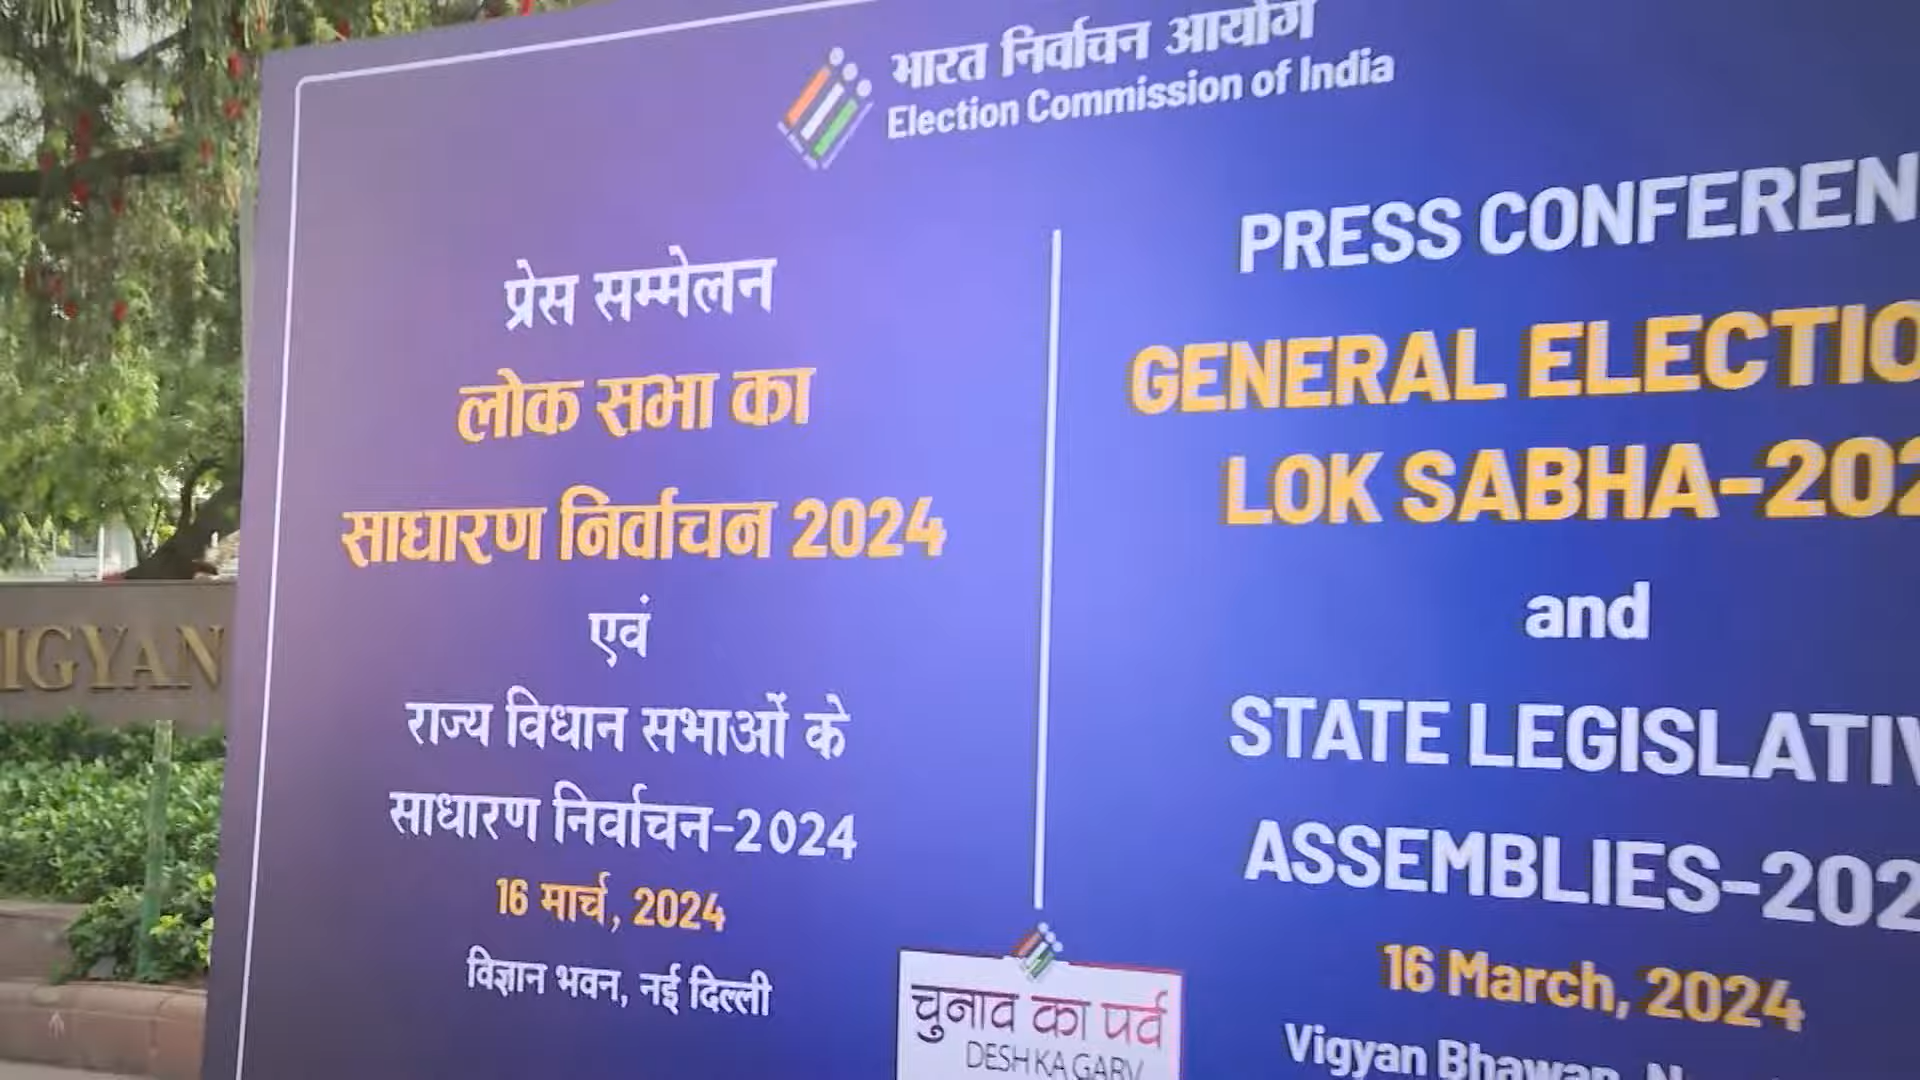 भारत निर्वाचन आयोग
Election Commission of India
प्रेस सम्मेलन
लोक सभा का
साधारण निर्वाचन 2024
एवं
राज्य विधान सभाओं के
साधारण निर्वाचन-2024
16 मार्च, 2024
विज्ञान भवन, नई दिल्ली
PRESS CONFEREN
GENERAL ELECTIO
LOK SABHA-202
and
STATE LEGISLATIV
ASSEMBLIES-202
16 March, 2024
Vigyan Bhawan, N
चुनाव का पर्व
DESH KA GARV
IGYAN